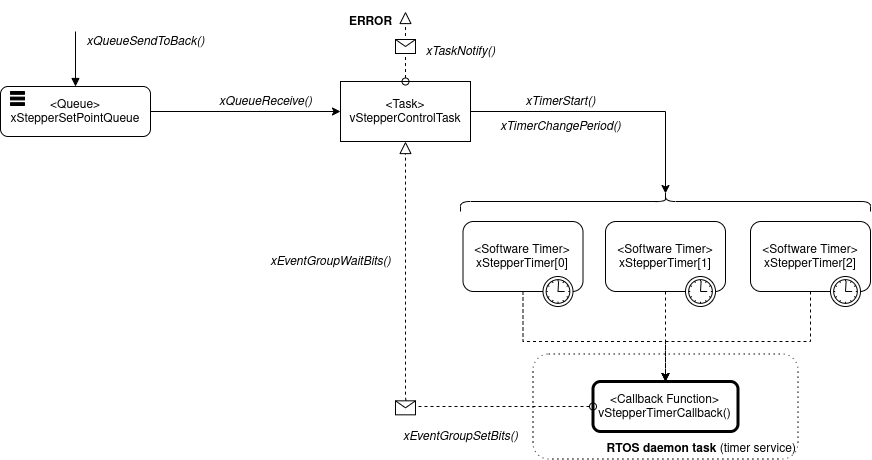 ERROR
xQueueSendToBack()
xTaskNotify()
<Queue>
xStepperSetPointQueue
xQueueReceive()
<Task>
vStepperControlTask
xTimerStart()
xTimerChangePeriod()
xEventGroupWaitBits()
<Software Timer>
xStepperTimer[0]
<Software Timer>
xStepperTimer[1]
<Software Timer>
xStepperTimer[2]
<Callback Function>
vStepperTimerCallback()
xEventGroupSetBits()
RTOS daemon task (timer service)